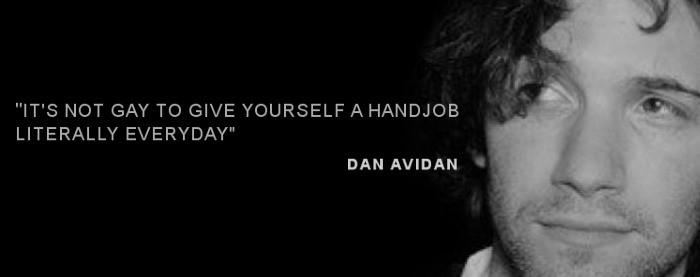 "IT'S NOT GAY TO GIVE YOURSELF A HANDJOB
LITERALLY EVERYDAY"
DAN AVIDAN